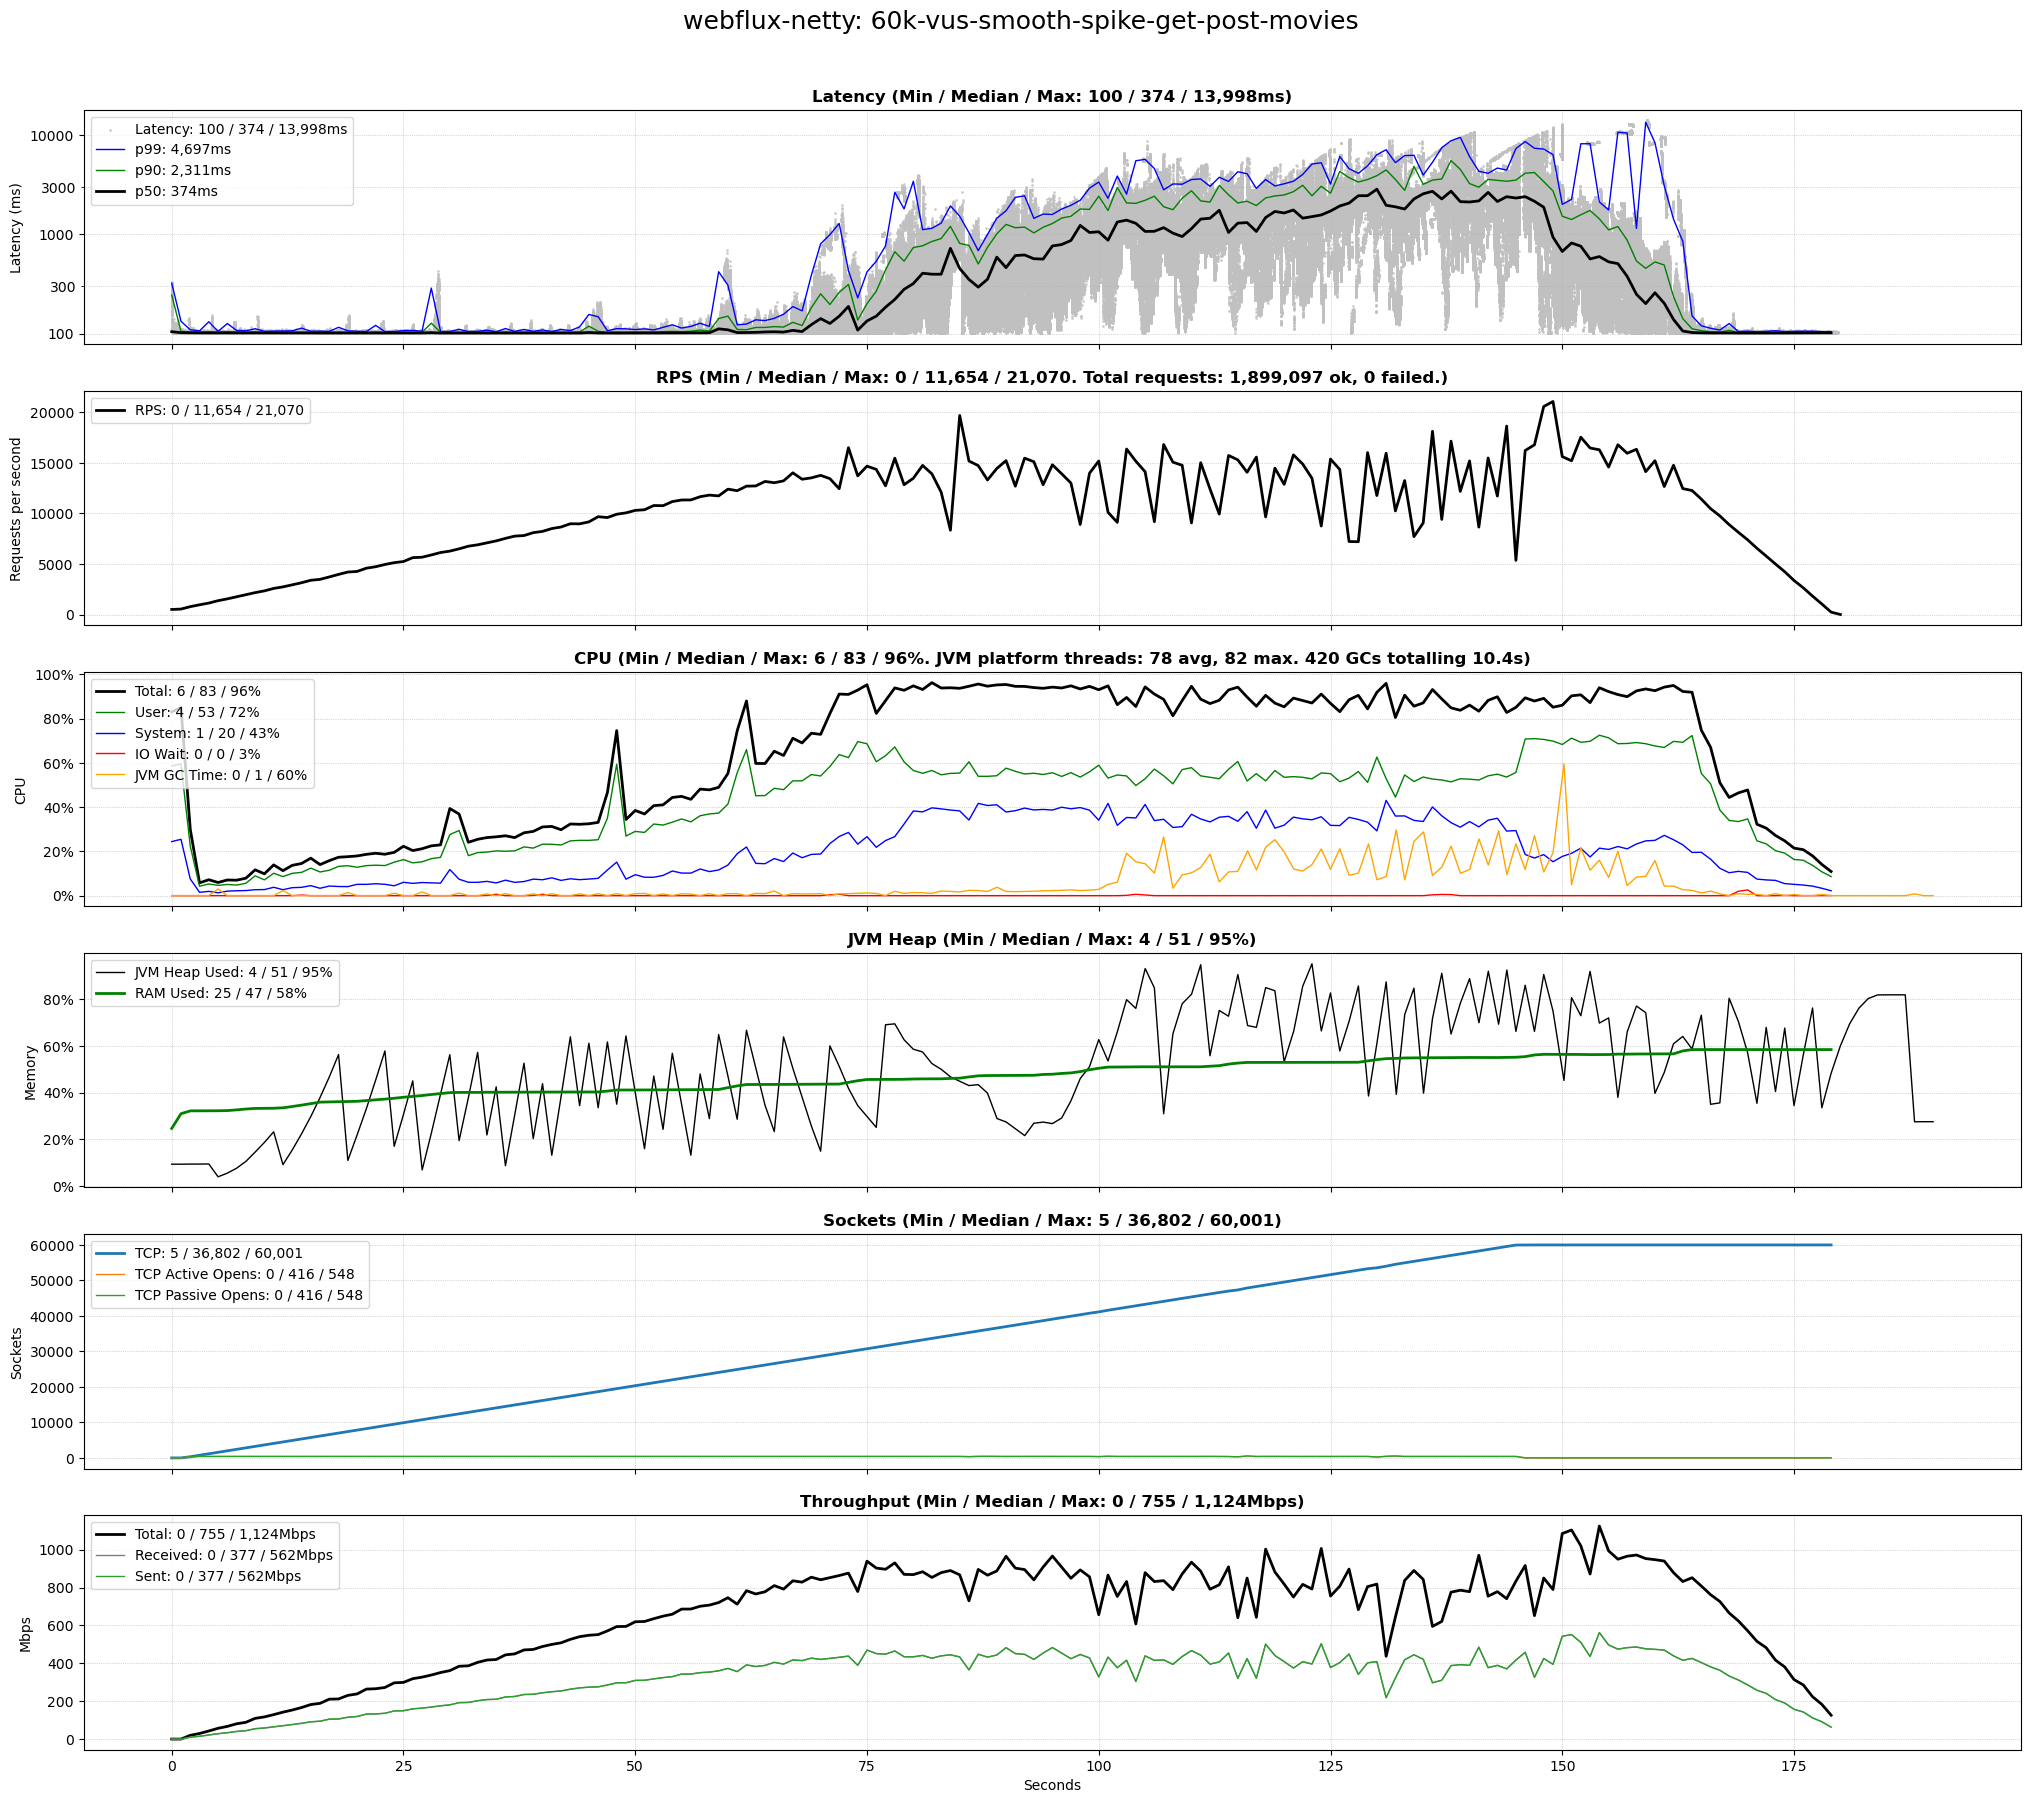 webflux-netty: 60k-vus-smooth-spike-get-post-movies
Latency (Min / Median / Max: 100 / 374 / 13,998ms)
Latency (ms)
10000
3000
1000
300
100
Latency: 100 / 374 / 13,998ms
p99: 4,697ms
p90: 2,311ms
p50: 374ms
RPS (Min / Median / Max: 0 / 11,654 / 21,070. Total requests: 1,899,097 ok, 0 failed.)
Requests per second
20000
15000
10000
5000
0
RPS: 0 / 11,654 / 21,070
CPU (Min / Median / Max: 6 / 83 / 96%. JVM platform threads: 78 avg, 82 max. 420 GCs totalling 10.4s)
CPU
100%
80%
60%
40%
20%
0%
Total: 6 / 83 / 96%
User: 4 / 53 / 72%
System: 1 / 20 / 43%
IO Wait: 0 / 0 / 3%
JVM GC Time: 0 / 1 / 60%
JVM Heap (Min / Median / Max: 4 / 51 / 95%)
Memory
80%
60%
40%
20%
0%
JVM Heap Used: 4 / 51 / 95%
RAM Used: 25 / 47 / 58%
Sockets (Min / Median / Max: 5 / 36,802 / 60,001)
Sockets
60000
50000
40000
30000
20000
10000
0
TCP: 5 / 36,802 / 60,001
TCP Active Opens: 0 / 416 / 548
TCP Passive Opens: 0 / 416 / 548
Throughput (Min / Median / Max: 0 / 755 / 1,124Mbps)
Mbps
1000
800
600
400
200
0
Total: 0 / 755 / 1,124Mbps
Received: 0 / 377 / 562Mbps
Sent: 0 / 377 / 562Mbps
0 25 50 75 100 125 150 175
Seconds